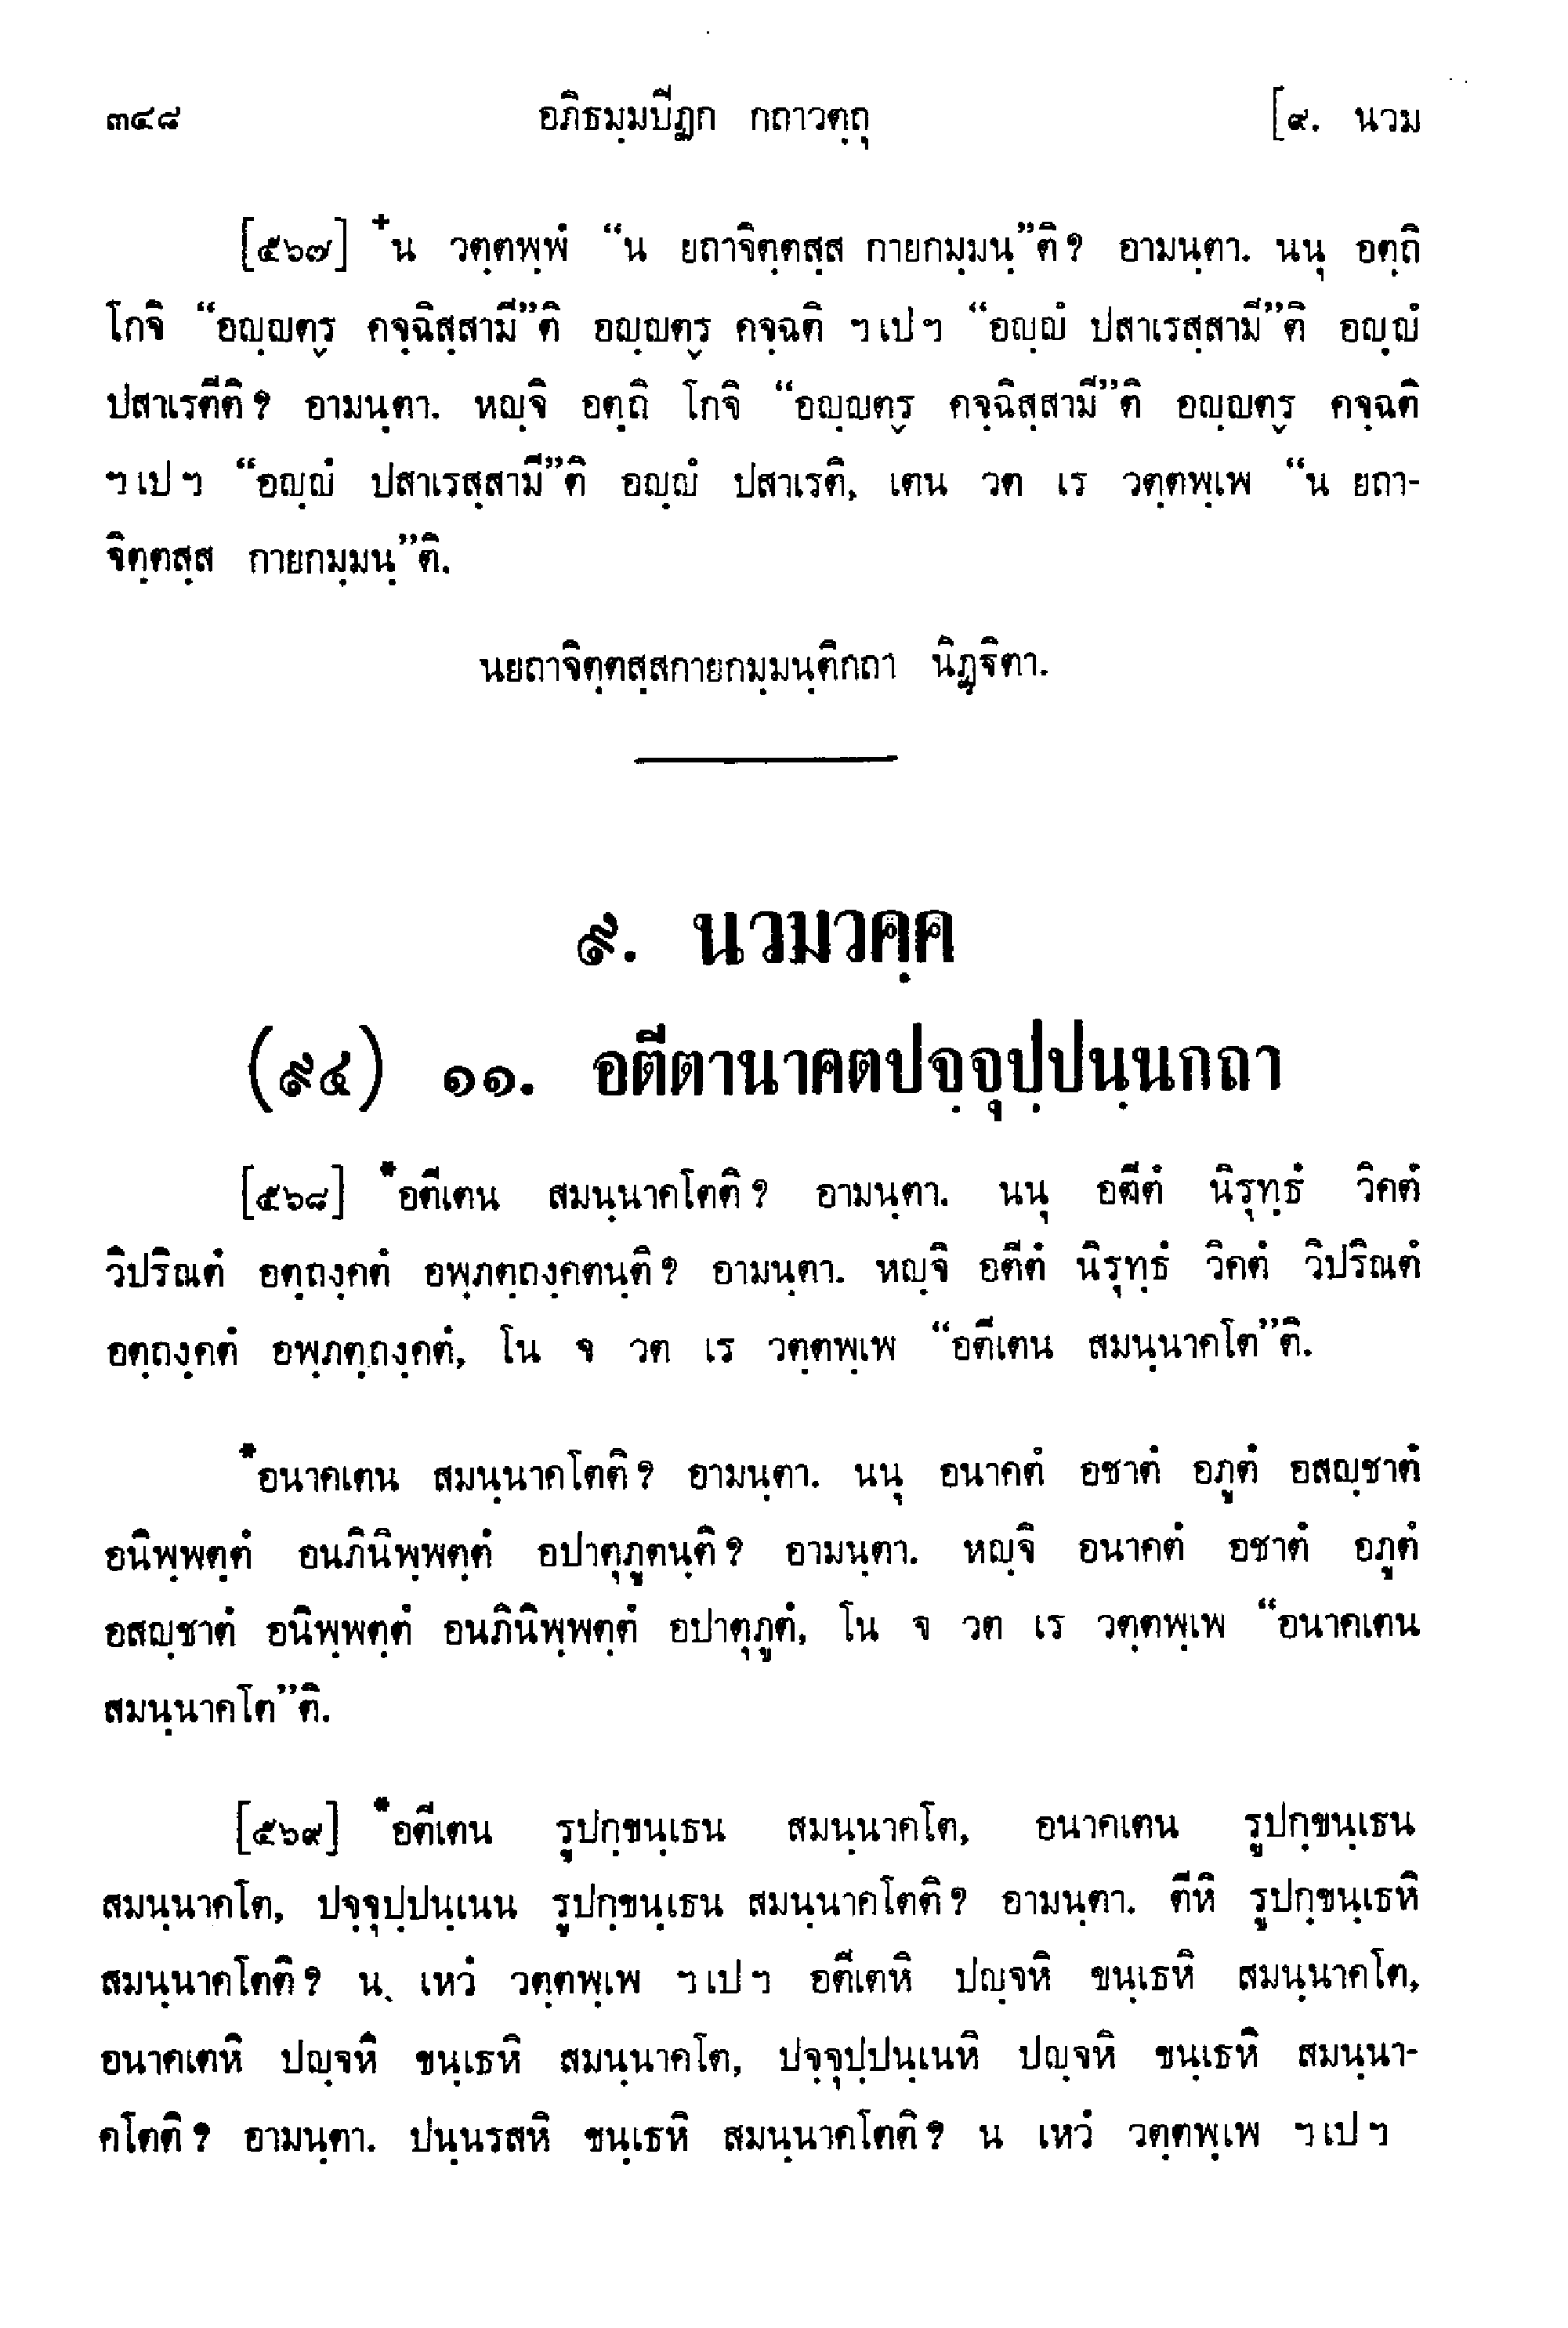 ๓๔๘ อภิธมฺมปีฏก กถาวตฺถุ [๙. นวม
[๕๖๗] ⁺น วตฺตพฺพํ “น ยถาจิตฺตสฺส กายกมฺมนฺ”ติ? อามนฺตา. นนุ อตฺถิ
โกจิ “อญฺญตฺร คจฺฉิสฺสามี”ติ อญฺญตฺร คจฺฉติ ฯเปฯ “อญฺญํ ปสาเรสฺสามี”ติ อญฺญํ
ปสาเรตีติ? อามนฺตา. หญฺจิ อตฺถิ โกจิ “อญฺญตฺร คจฺฉิสฺสามี”ติ อญฺญตฺร คจฺฉติ
ฯเปฯ “อญฺญํ ปสาเรสฺสามี”ติ อญฺญํ ปสาเรติ, เตน วต เร วตฺตพฺเพ “น ยถา-
จิตฺตสฺส กายกมฺมนฺ”ติ.
นยถาจิตฺตสฺสกายกมฺมนฺติกถา นิฏฺฐิตา.
๙. นวมวคฺค
(๙๔) ๑๑. อตีตานาคตปจฺจุปฺปนฺนกถา
[๕๖๘] *อตีเตน สมนฺนาคโตติ? อามนฺตา. นนุ อตีตํ นิรุทฺธํ วิคตํ
วิปริณตํ อตฺถงฺคตํ อพฺภตฺถงฺคตนฺติ? อามนฺตา. หญฺจิ อตีตํ นิรุทฺธํ วิคตํ วิปริณตํ
อตฺถงฺคตํ อพฺภตฺถงฺคตํ, โน จ วต เร วตฺตพฺเพ “อตีเตน สมนฺนาคโต”ติ.
*อนาคเตน สมนฺนาคโตติ? อามนฺตา. นนุ อนาคตํ อชาตํ อภูตํ อสญฺชาตํ
อนิพฺพตฺตํ อนภินิพฺพตฺตํ อปาตุภูตนฺติ? อามนฺตา. หญฺจิ อนาคตํ อชาตํ อภูตํ
อสญฺชาตํ อนิพฺพตฺตํ อนภินิพฺพตฺตํ อปาตุภูตํ, โน จ วต เร วตฺตพฺเพ “อนาคเตน
สมนฺนาคโต”ติ.
[๕๖๙] *อตีเตน รูปกฺขนฺเธน สมนฺนาคโต, อนาคเตน รูปกฺขนฺเธน
สมนฺนาคโต, ปจฺจุปฺปนฺเนน รูปกฺขนฺเธน สมนฺนาคโตติ? อามนฺตา. ตีหิ รูปกฺขนฺเธหิ
สมนฺนาคโตติ? น เหวํ วตฺตพฺเพ ฯเปฯ อตีเตหิ ปญฺจหิ ขนฺเธหิ สมนฺนาคโต,
อนาคเตหิ ปญฺจหิ ขนฺเธหิ สมนฺนาคโต, ปจฺจุปฺปนฺเนหิ ปญฺจหิ ขนฺเธหิ สมนฺนา-
คโตติ? อามนฺตา. ปนฺนรสหิ ขนฺเธหิ สมนฺนาคโตติ? น เหวํ วตฺตพฺเพ ฯเปฯ